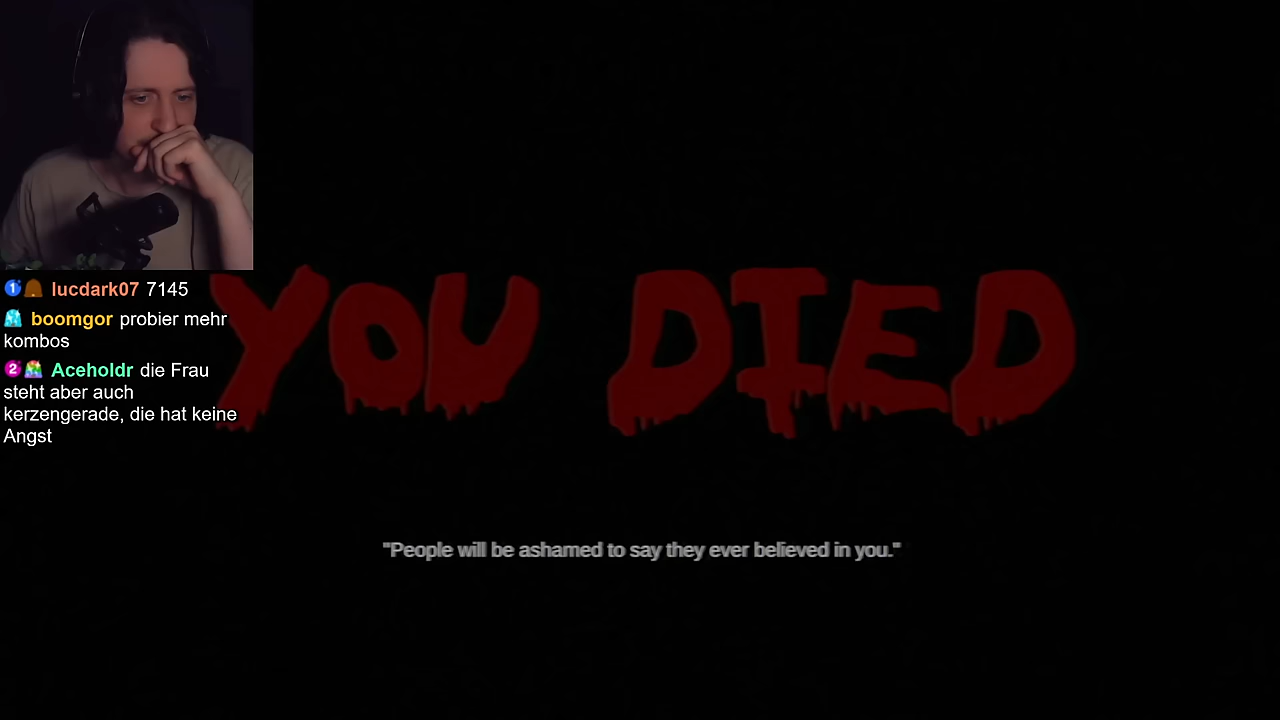 lucdark07 7145
boomgor probier mehr
kombos
Aceholdr die Frau
steht aber auch
kerzengerade, die hat keine
Angst
YOU DIED
"People will be ashamed to say they ever believed in you."